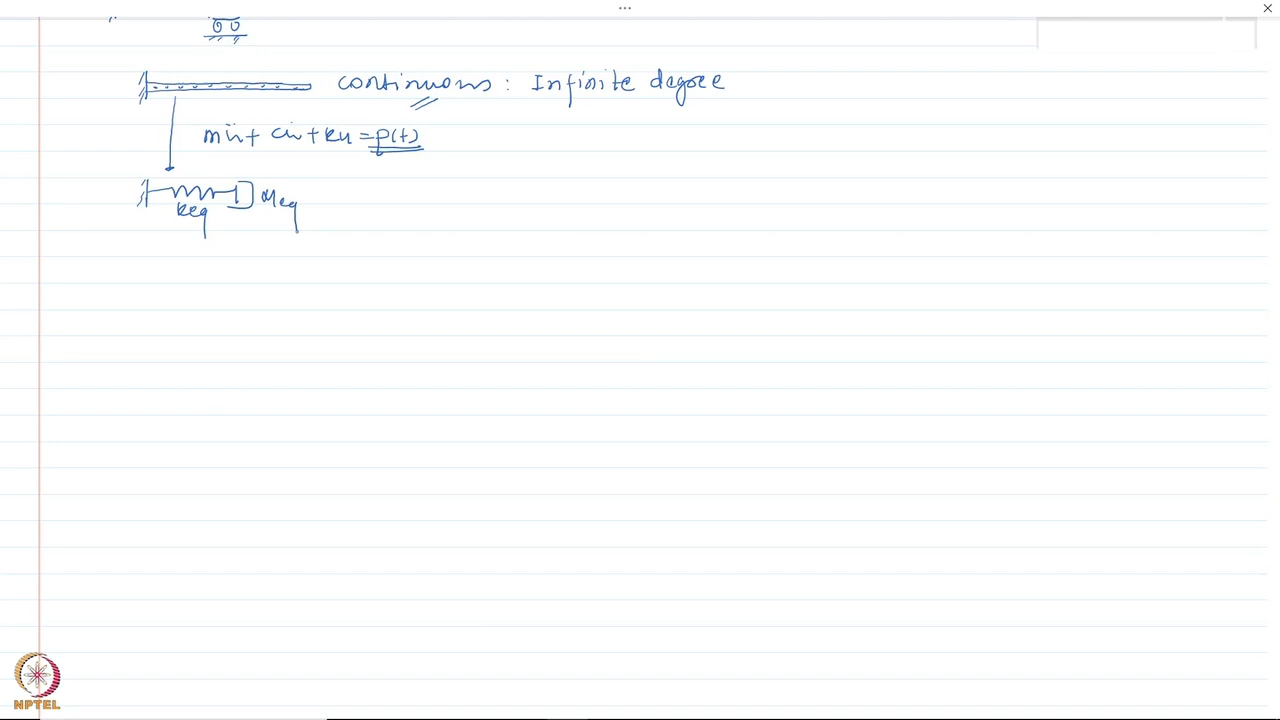 continuous : Infinite degree
mü + cu̇ + ku = p(t)
keq Meq
NPTEL